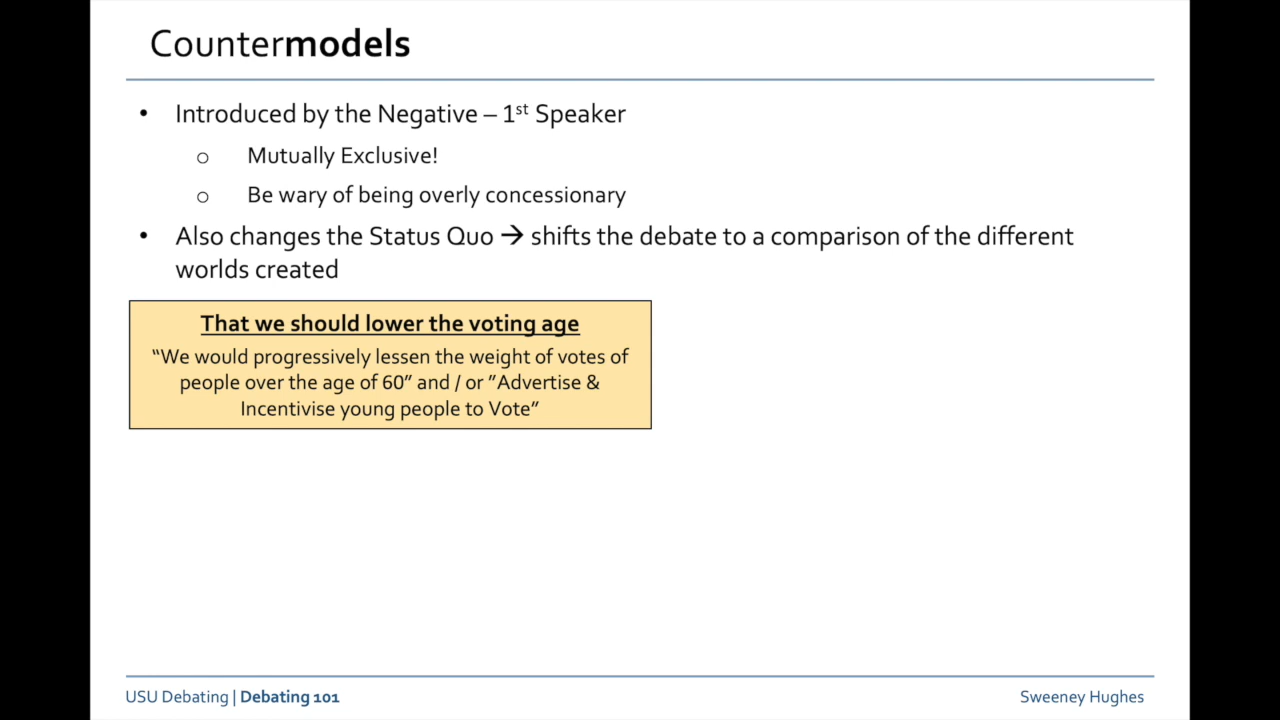 Countermodels
• Introduced by the Negative – 1st Speaker
o Mutually Exclusive!
o Be wary of being overly concessionary
• Also changes the Status Quo → shifts the debate to a comparison of the different
worlds created
That we should lower the voting age
“We would progressively lessen the weight of votes of
people over the age of 60” and / or ”Advertise &
Incentivise young people to Vote”
USU Debating | Debating 101
Sweeney Hughes